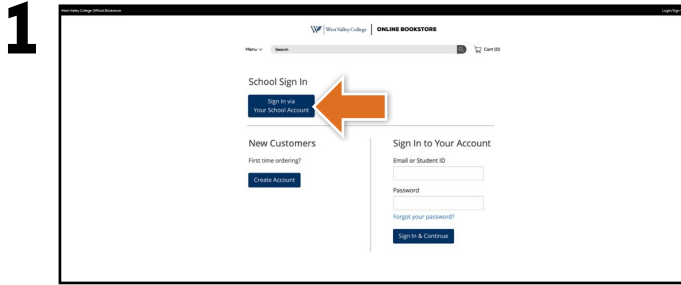 1
West Valley College Official Bookstore
Login/Sign
West Valley College ONLINE BOOKSTORE
Menu Search Cart (0)
School Sign In
Sign In via
Your School Account
New Customers
First time ordering?
Create Account
Sign In to Your Account
Email or Student ID
Password
Forgot your password?
Sign In & Continue